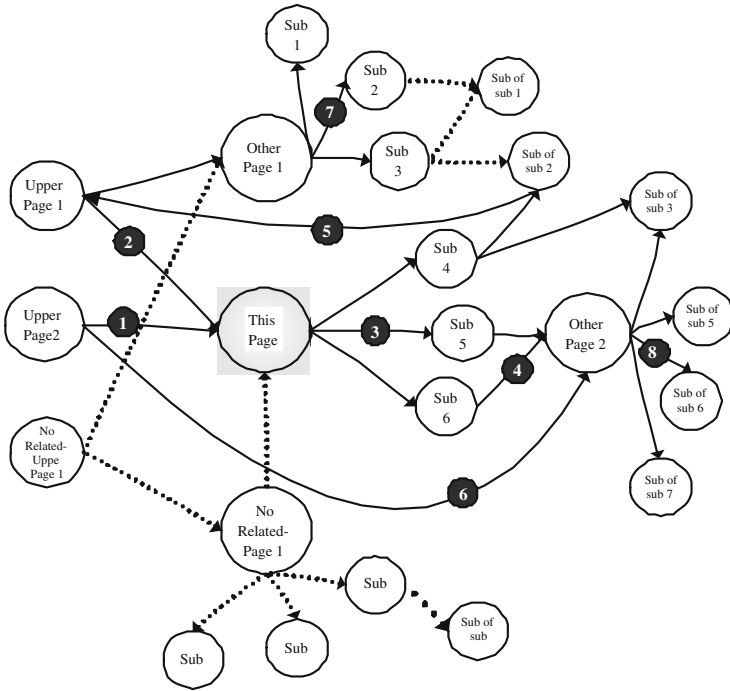 Sub
1
Sub
2
Sub of
sub 1
7
Other
Page 1
Sub
3
Sub of
sub 2
Upper
Page 1
Sub of
sub 3
5
2
Sub
4
Upper
Page2
1
This
Page
3
Sub
5
Other
Page 2
Sub of
sub 5
8
4
Sub
6
Sub of
sub 6
No
Related-
Uppe
Page 1
Sub of
sub 7
6
No
Related-
Page 1
Sub
Sub of
sub
Sub
Sub